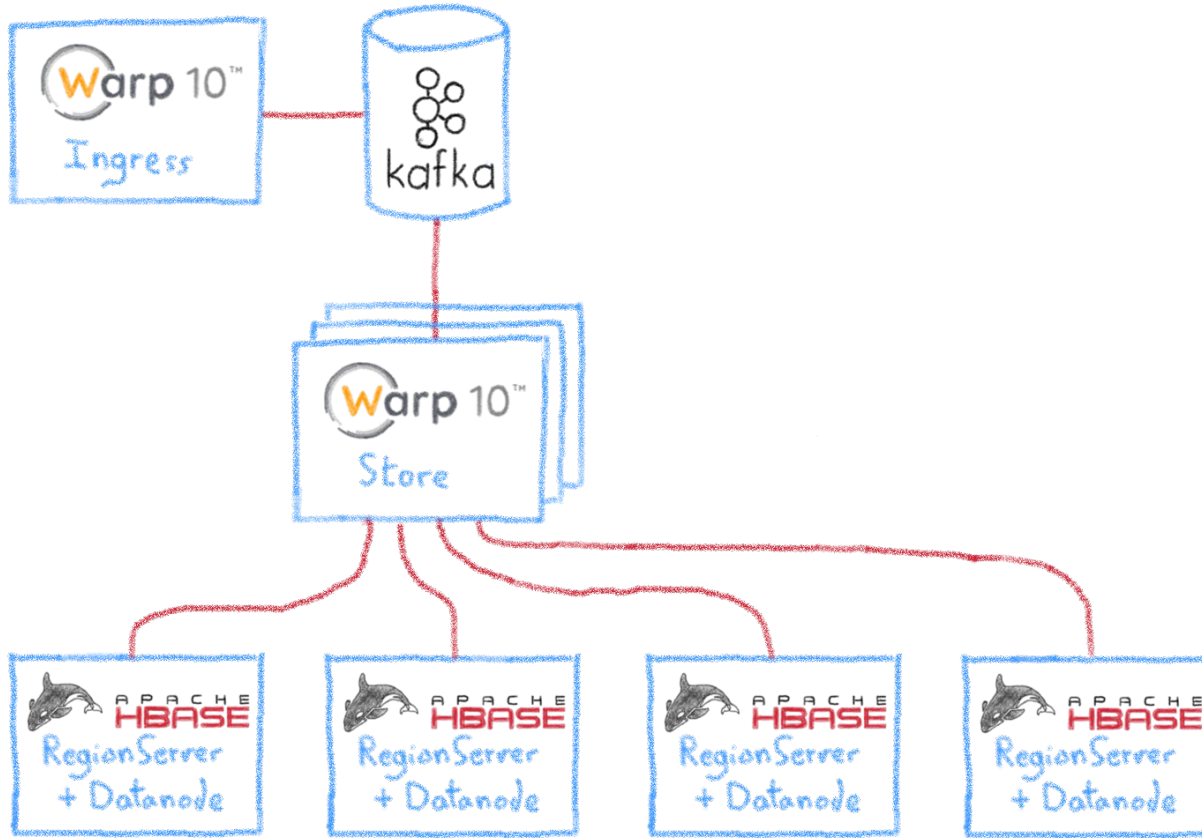 Warp 10™
Ingress
kafka
Warp 10™
Store
APACHE
HBASE
RegionServer
+ Datanode
APACHE
HBASE
RegionServer
+ Datanode
APACHE
HBASE
RegionServer
+ Datanode
APACHE
HBASE
RegionServer
+ Datanode